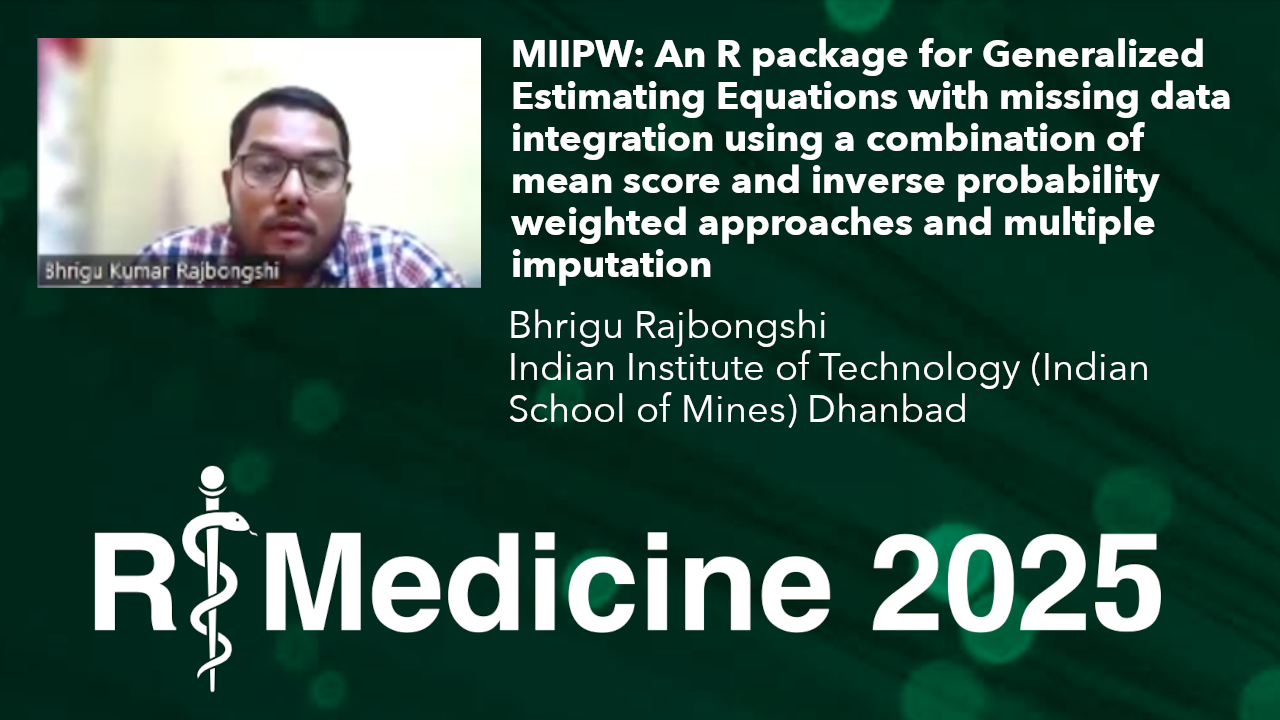 MIIPW: An R package for Generalized
Estimating Equations with missing data
integration using a combination of
mean score and inverse probability
weighted approaches and multiple
imputation
Bhrigu Kumar Rajbongshi
Bhrigu Rajbongshi
Indian Institute of Technology (Indian
School of Mines) Dhanbad
R Medicine 2025